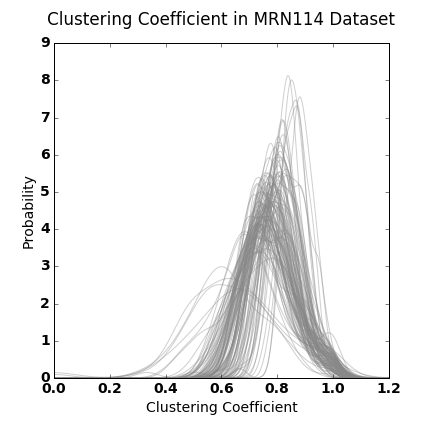 Clustering Coefficient in MRN114 Dataset
9
8
7
6
5
4
3
2
1
0
Probability
0.0 0.2 0.4 0.6 0.8 1.0 1.2
Clustering Coefficient